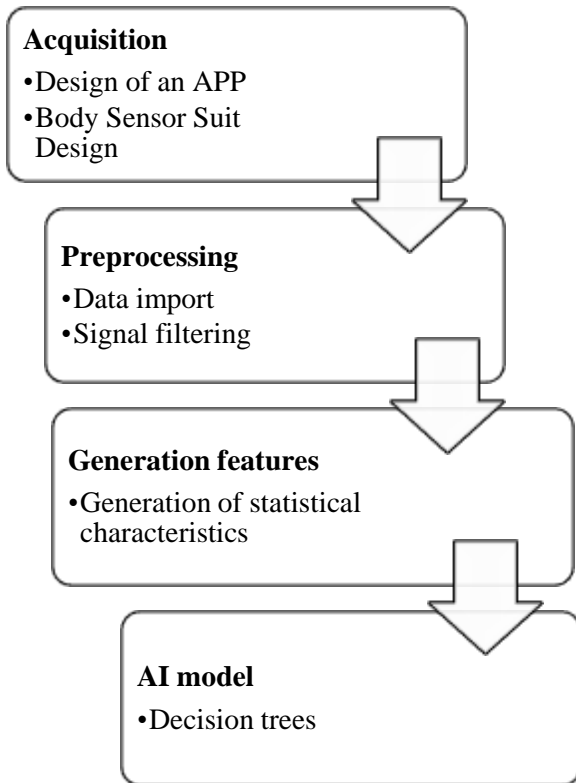 Acquisition
•Design of an APP
•Body Sensor Suit
Design
Preprocessing
•Data import
•Signal filtering
Generation features
•Generation of statistical
characteristics
AI model
•Decision trees